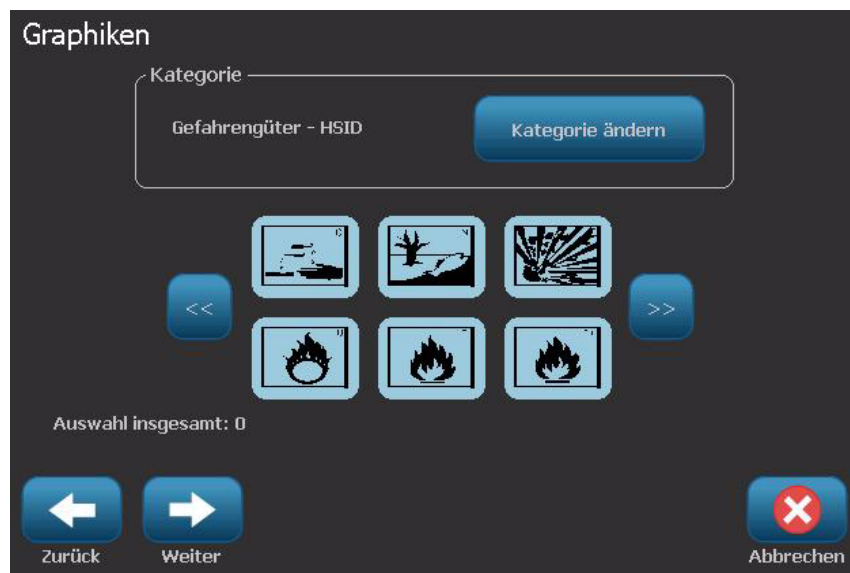 Graphiken
Kategorie
Gefahrengüter - HSID
Kategorie ändern
<<
>>
Auswahl insgesamt: 0
Zurück
Weiter
Abbrechen